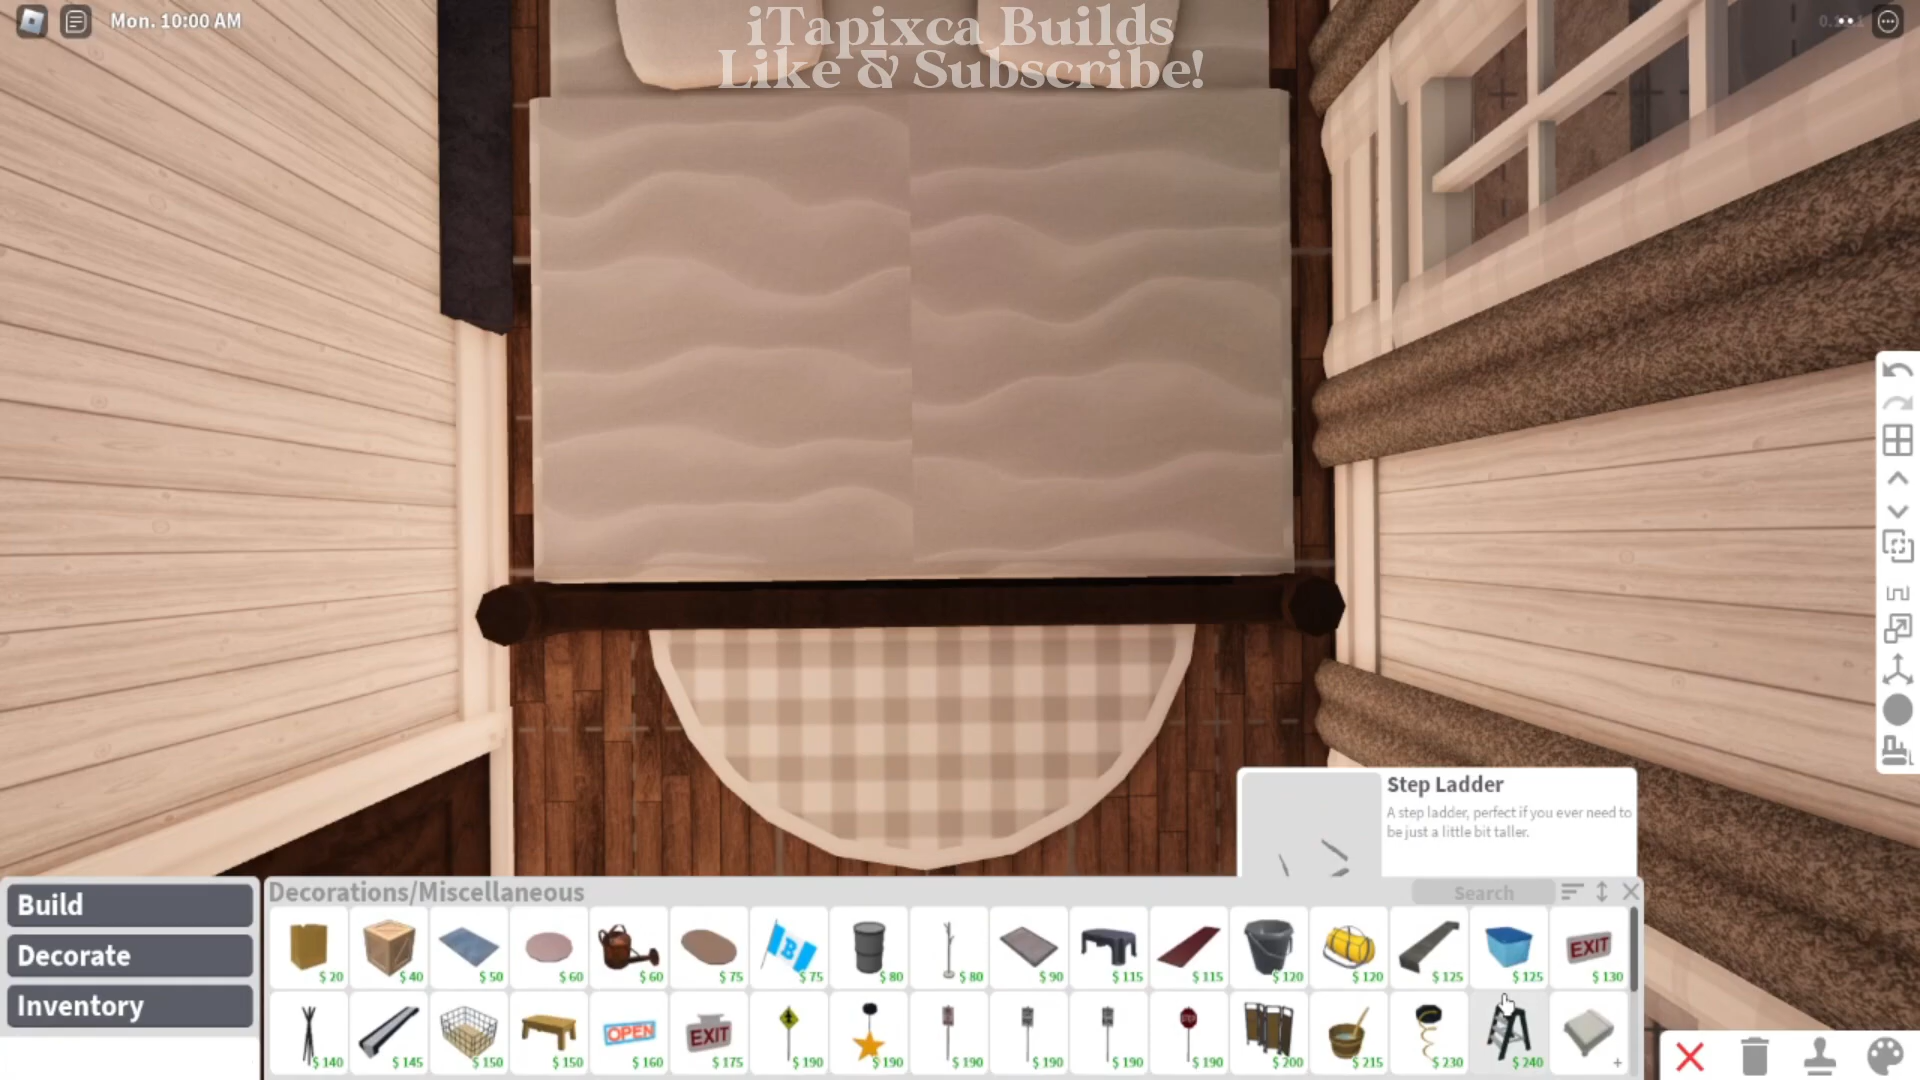 Mon. 10:00 AM
iTapixca Builds
Like & Subscribe!
Step Ladder
A step ladder, perfect if you ever need to
be just a little bit taller.
Build
Decorate
Inventory
Decorations/Miscellaneous
Search
$ 20 $ 40 $ 50 $ 60 $ 60 $ 75 $ 75 $ 80 $ 80 $ 90 $ 115 $ 115 $ 120 $ 120 $ 125 $ 125 EXIT $ 130
$ 140 $ 145 $ 150 $ 150 OPEN $ 160 EXIT $ 175 $ 190 $ 190 $ 190 $ 190 $ 190 $ 190 $ 200 $ 215 $ 230 $ 240 +